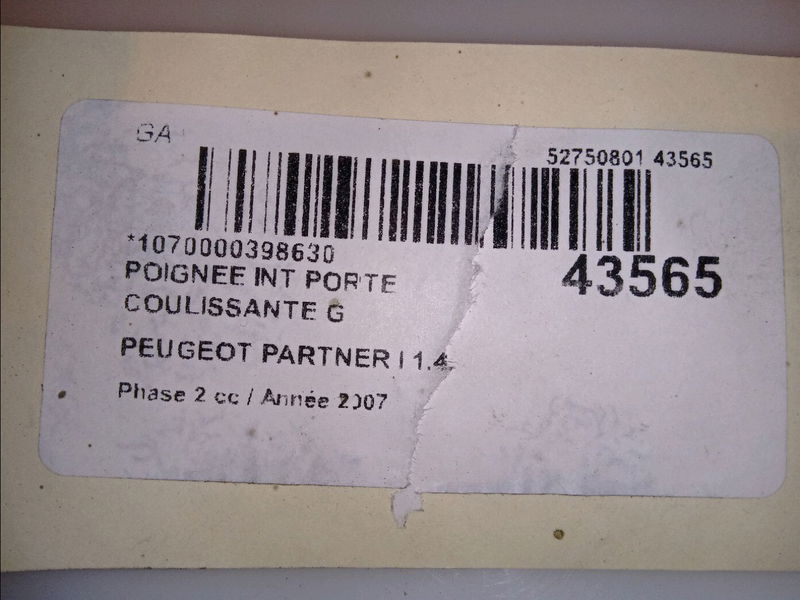 GA
52750801 43565
*1070000398630
43565
POIGNEE INT PORTE
COULISSANTE G
PEUGEOT PARTNER I 1.4
Phase 2 cc / Année 2007